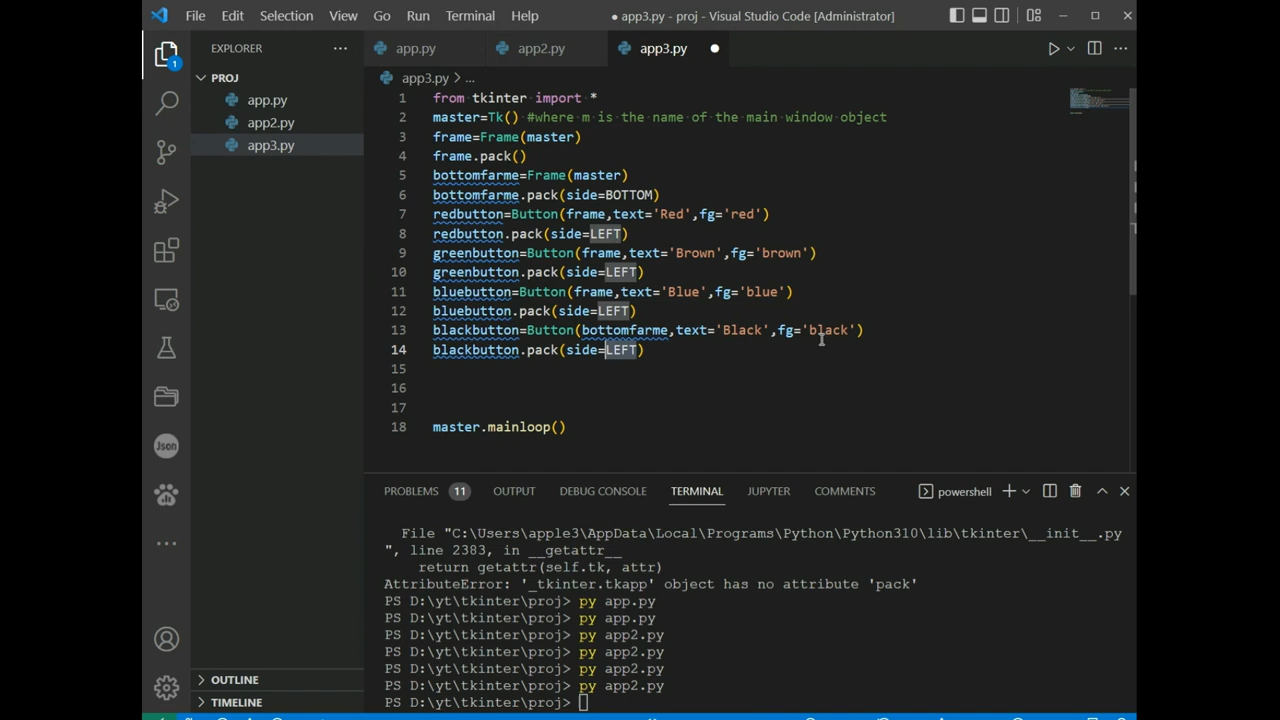 File Edit Selection View Go Run Terminal Help
● app3.py - proj - Visual Studio Code [Administrator]
EXPLORER
app.py
app2.py
app3.py
PROJ
app.py
app2.py
app3.py
app3.py > ...
1 from tkinter import *
2 master=Tk() #where m is the name of the main window object
3 frame=Frame(master)
4 frame.pack()
5 bottomfarme=Frame(master)
6 bottomfarme.pack(side=BOTTOM)
7 redbutton=Button(frame,text='Red',fg='red')
8 redbutton.pack(side=LEFT)
9 greenbutton=Button(frame,text='Brown',fg='brown')
10 greenbutton.pack(side=LEFT)
11 bluebutton=Button(frame,text='Blue',fg='blue')
12 bluebutton.pack(side=LEFT)
13 blackbutton=Button(bottomfarme,text='Black',fg='black')
14 blackbutton.pack(side=LEFT)
15
16
17
18 master.mainloop()
1
Json
PROBLEMS 11 OUTPUT DEBUG CONSOLE TERMINAL JUPYTER COMMENTS powershell
File "C:\Users\apple3\AppData\Local\Programs\Python\Python310\lib\tkinter\__init__.py
", line 2383, in __getattr__
return getattr(self.tk, attr)
AttributeError: '_tkinter.tkapp' object has no attribute 'pack'
PS D:\yt\tkinter\proj> py app.py
PS D:\yt\tkinter\proj> py app.py
PS D:\yt\tkinter\proj> py app2.py
PS D:\yt\tkinter\proj> py app2.py
PS D:\yt\tkinter\proj> py app2.py
PS D:\yt\tkinter\proj> py app2.py
PS D:\yt\tkinter\proj>
OUTLINE
TIMELINE